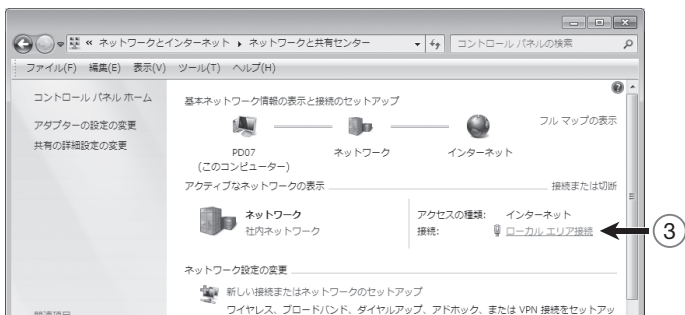 « ネットワークとインターネット ▸ ネットワークと共有センター
コントロール パネルの検索
ファイル(F) 編集(E) 表示(V) ツール(T) ヘルプ(H)
コントロール パネル ホーム
アダプターの設定の変更
共有の詳細設定の変更
基本ネットワーク情報の表示と接続のセットアップ
フル マップの表示
PD07
(このコンピューター)
ネットワーク
インターネット
アクティブなネットワークの表示
接続または切断
ネットワーク
社内ネットワーク
アクセスの種類: インターネット
接続: ローカル エリア接続
3
ネットワーク設定の変更
新しい接続またはネットワークのセットアップ
ワイヤレス、ブロードバンド、ダイヤルアップ、アドホック、または VPN 接続をセットアッ